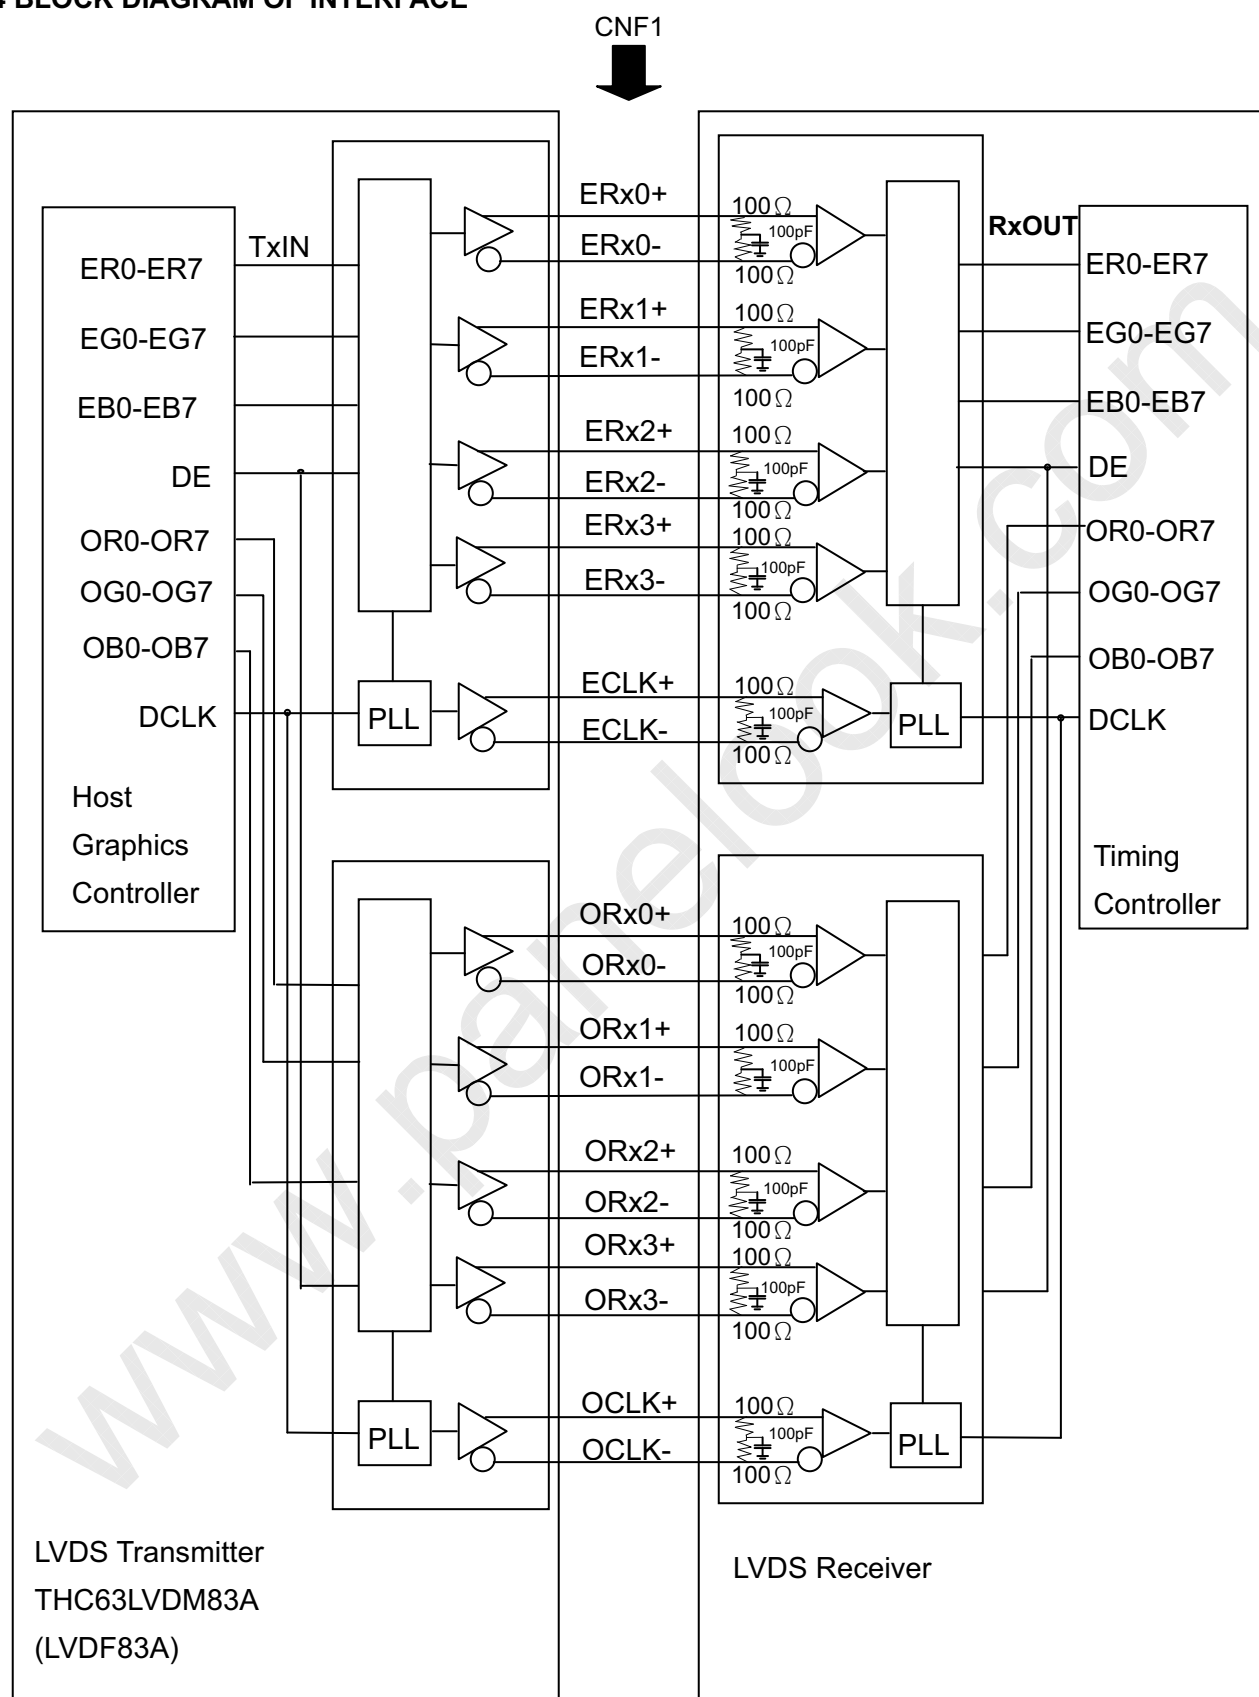 4 BLOCK DIAGRAM OF INTERFACE
CNF1
TxIN
ER0-ER7
EG0-EG7
EB0-EB7
DE
OR0-OR7
OG0-OG7
OB0-OB7
DCLK
Host
Graphics
Controller
PLL
ERx0+
ERx0-
ERx1+
ERx1-
ERx2+
ERx2-
ERx3+
ERx3-
ECLK+
ECLK-
100Ω
100pF
100Ω
100Ω
100pF
100Ω
100Ω
100pF
100Ω
100Ω
100pF
100Ω
100Ω
100pF
100Ω
PLL
RxOUT
ER0-ER7
EG0-EG7
EB0-EB7
DE
OR0-OR7
OG0-OG7
OB0-OB7
DCLK
Timing
Controller
PLL
ORx0+
ORx0-
ORx1+
ORx1-
ORx2+
ORx2-
ORx3+
ORx3-
OCLK+
OCLK-
100Ω
100pF
100Ω
100Ω
100pF
100Ω
100pF
100Ω
100Ω
100pF
100Ω
100Ω
100pF
100Ω
PLL
LVDS Transmitter
THC63LVDM83A
(LVDF83A)
LVDS Receiver
www.panelook.com